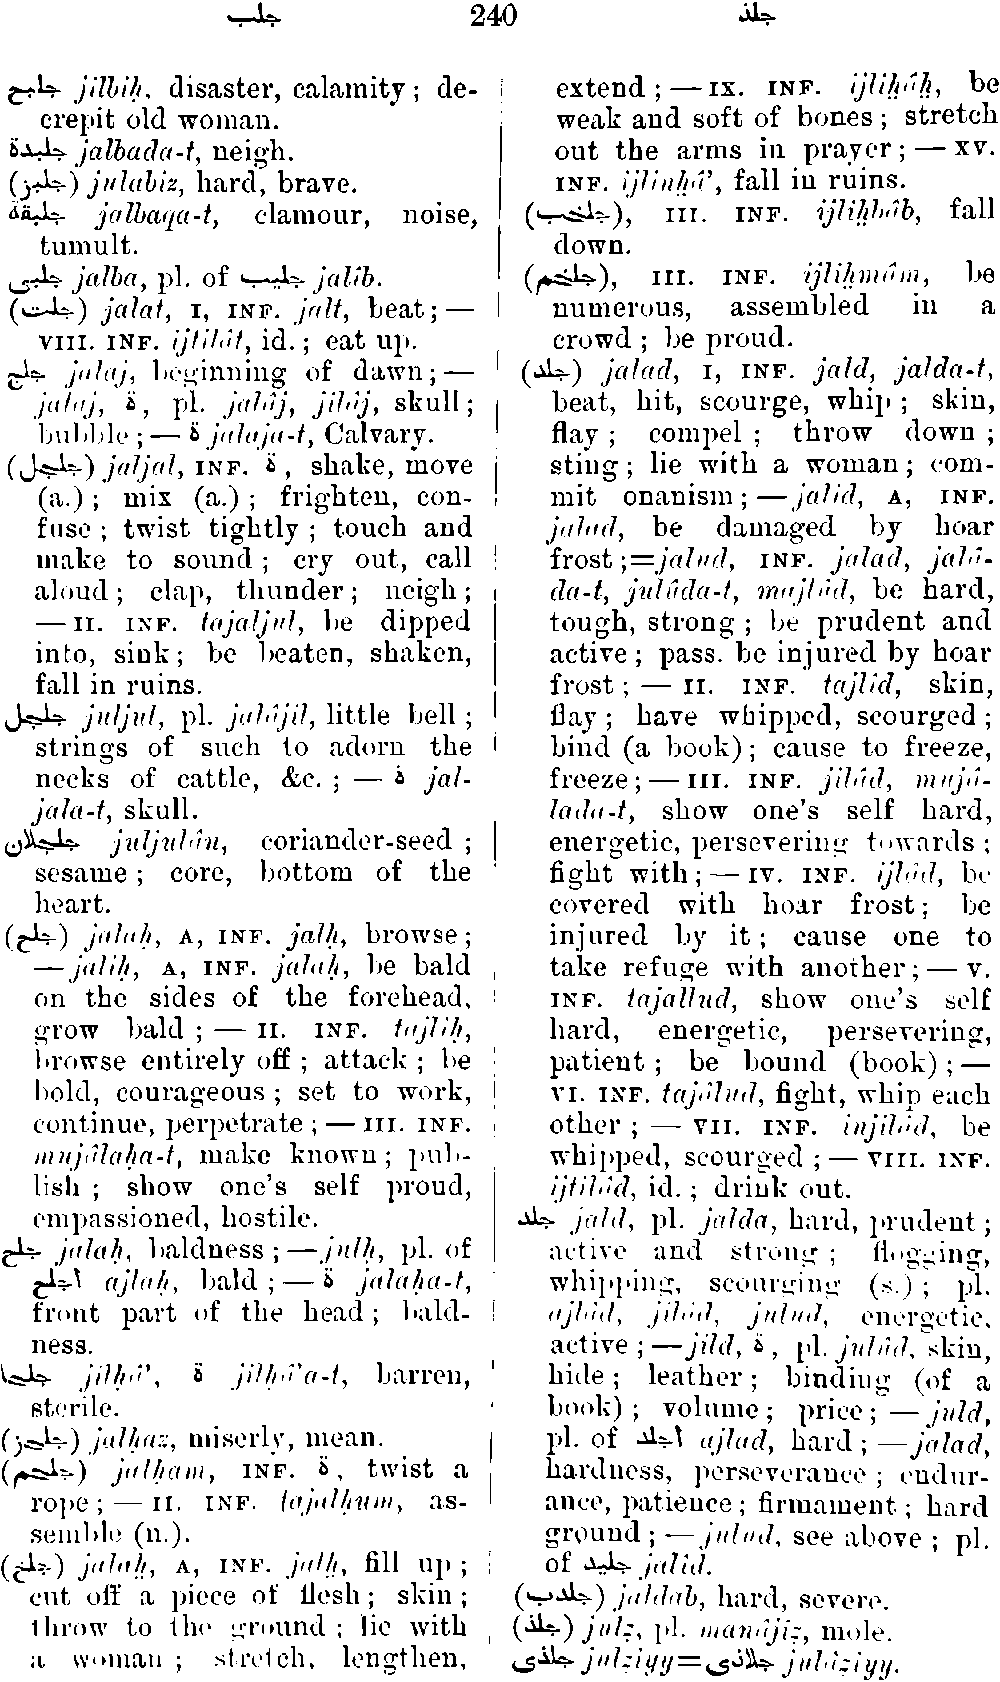 جلب 240 جلذ
جلبح jilbiḥ, disaster, calamity; de-
crepit old woman.
جلبدة jalbada-t, neigh.
(جلبز) julabiz, hard, brave.
جلبقة jalbaqa-t, clamour, noise,
tumult.
جلبى jalba, pl. of جليب jalîb.
(جلت) jalat, I, INF. jalt, beat; —
VIII. INF. ijtilât, id.; eat up.
جلج jalaj, beginning of dawn; —
jalaj, ة, pl. jalâj, jilâj, skull;
bubble; — ة jalaja-t, Calvary.
(جلجل) jaljal, INF. ة, shake, move
(a.); mix (a.); frighten, con-
fuse; twist tightly; touch and
make to sound; cry out, call
aloud; clap, thunder; neigh;
— II. INF. tajaljul, be dipped
into, sink; be beaten, shaken,
fall in ruins.
جلجل juljul, pl. jalâjil, little bell;
strings of such to adorn the
necks of cattle, &c.; — ة jal-
jala-t, skull.
جلجلان juljulân, coriander-seed;
sesame; core, bottom of the
heart.
(جلح) jalaḥ, A, INF. jalḥ, browse;
— jaliḥ, A, INF. jalaḥ, be bald
on the sides of the forehead,
grow bald; — II. INF. tajlîḥ,
browse entirely off; attack; be
bold, courageous; set to work,
continue, perpetrate; — III. INF.
mujâlaḥa-t, make known; pub-
lish; show one's self proud,
empassioned, hostile.
جلح jalaḥ, baldness; — julḥ, pl. of
اجلح ajlaḥ, bald; — ة jalaḥa-t,
front part of the head; bald-
ness.
جلحا jilḥâ', ة jilḥâ'a-t, barren,
sterile.
(جلحز) jalḥaz, miserly, mean.
(جلحم) jalḥam, INF. ة, twist a
rope; — II. INF. tajalḥum, as-
semble (n.).
(جلخ) jalaḫ, A, INF. jalḫ, fill up;
cut off a piece of flesh; skin;
throw to the ground; lie with
a woman; stretch, lengthen,
extend; — IX. INF. ijliḫâḫ, be
weak and soft of bones; stretch
out the arms in prayer; — XV.
INF. ijlinḫâ', fall in ruins.
(جلخب), III. INF. ijliḫbâb, fall
down.
(جلخم), III. INF. ijliḫmâm, be
numerous, assembled in a
crowd; be proud.
(جلد) jalad, I, INF. jald, jalda-t,
beat, hit, scourge, whip; skin,
flay; compel; throw down;
sting; lie with a woman; com-
mit onanism; — jalid, A, INF.
jalad, be damaged by hoar
frost; = jalud, INF. jalad, jalâ-
da-t, julûda-t, majlûd, be hard,
tough, strong; be prudent and
active; pass. be injured by hoar
frost; — II. INF. tajlîd, skin,
flay; have whipped, scourged;
bind (a book); cause to freeze,
freeze; — III. INF. jilâd, mujâ-
lada-t, show one's self hard,
energetic, persevering towards;
fight with; — IV. INF. ijlâd, be
covered with hoar frost; be
injured by it; cause one to
take refuge with another; — V.
INF. tajallud, show one's self
hard, energetic, persevering,
patient; be bound (book); —
VI. INF. tajâlud, fight, whip each
other; — VII. INF. injilâd, be
whipped, scourged; — VIII. INF.
ijtilâd, id.; drink out.
جلد jald, pl. jalda, hard, prudent;
active and strong; flogging,
whipping, scourging (s.); pl.
ajlâd, jilâd, julud, energetic,
active; — jild, ة, pl. julûd, skin,
hide; leather; binding (of a
book); volume; price; — juld,
pl. of اجلد ajlad, hard; — jalad,
hardness, perseverance; endur-
ance, patience; firmament; hard
ground; — julud, see above; pl.
of جليد jalîd.
(جلدب) jaldab, hard, severe.
(جلذ) julẕ, pl. manâjiẕ, mole.
جلذى julẕiyy = جلاذى julâẕiyy.